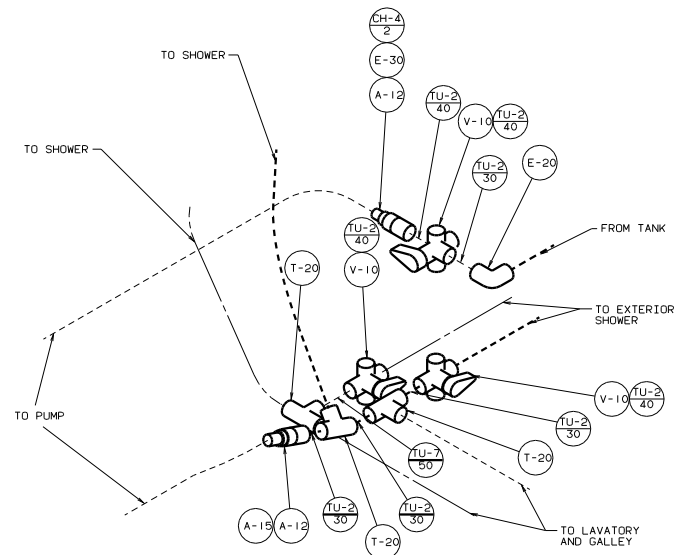 CH-4
2
TO SHOWER
E-30
A-12
TU-2
40
V-10
TU-2
40
TO SHOWER
TU-2
30
E-20
TU-2
40
FROM TANK
T-20
V-10
TO EXTERIOR
SHOWER
V-10
TU-2
40
TO PUMP
TU-2
30
T-20
TU-7
50
TU-2
30
TU-2
30
A-15
A-12
T-20
TO LAVATORY
AND GALLEY